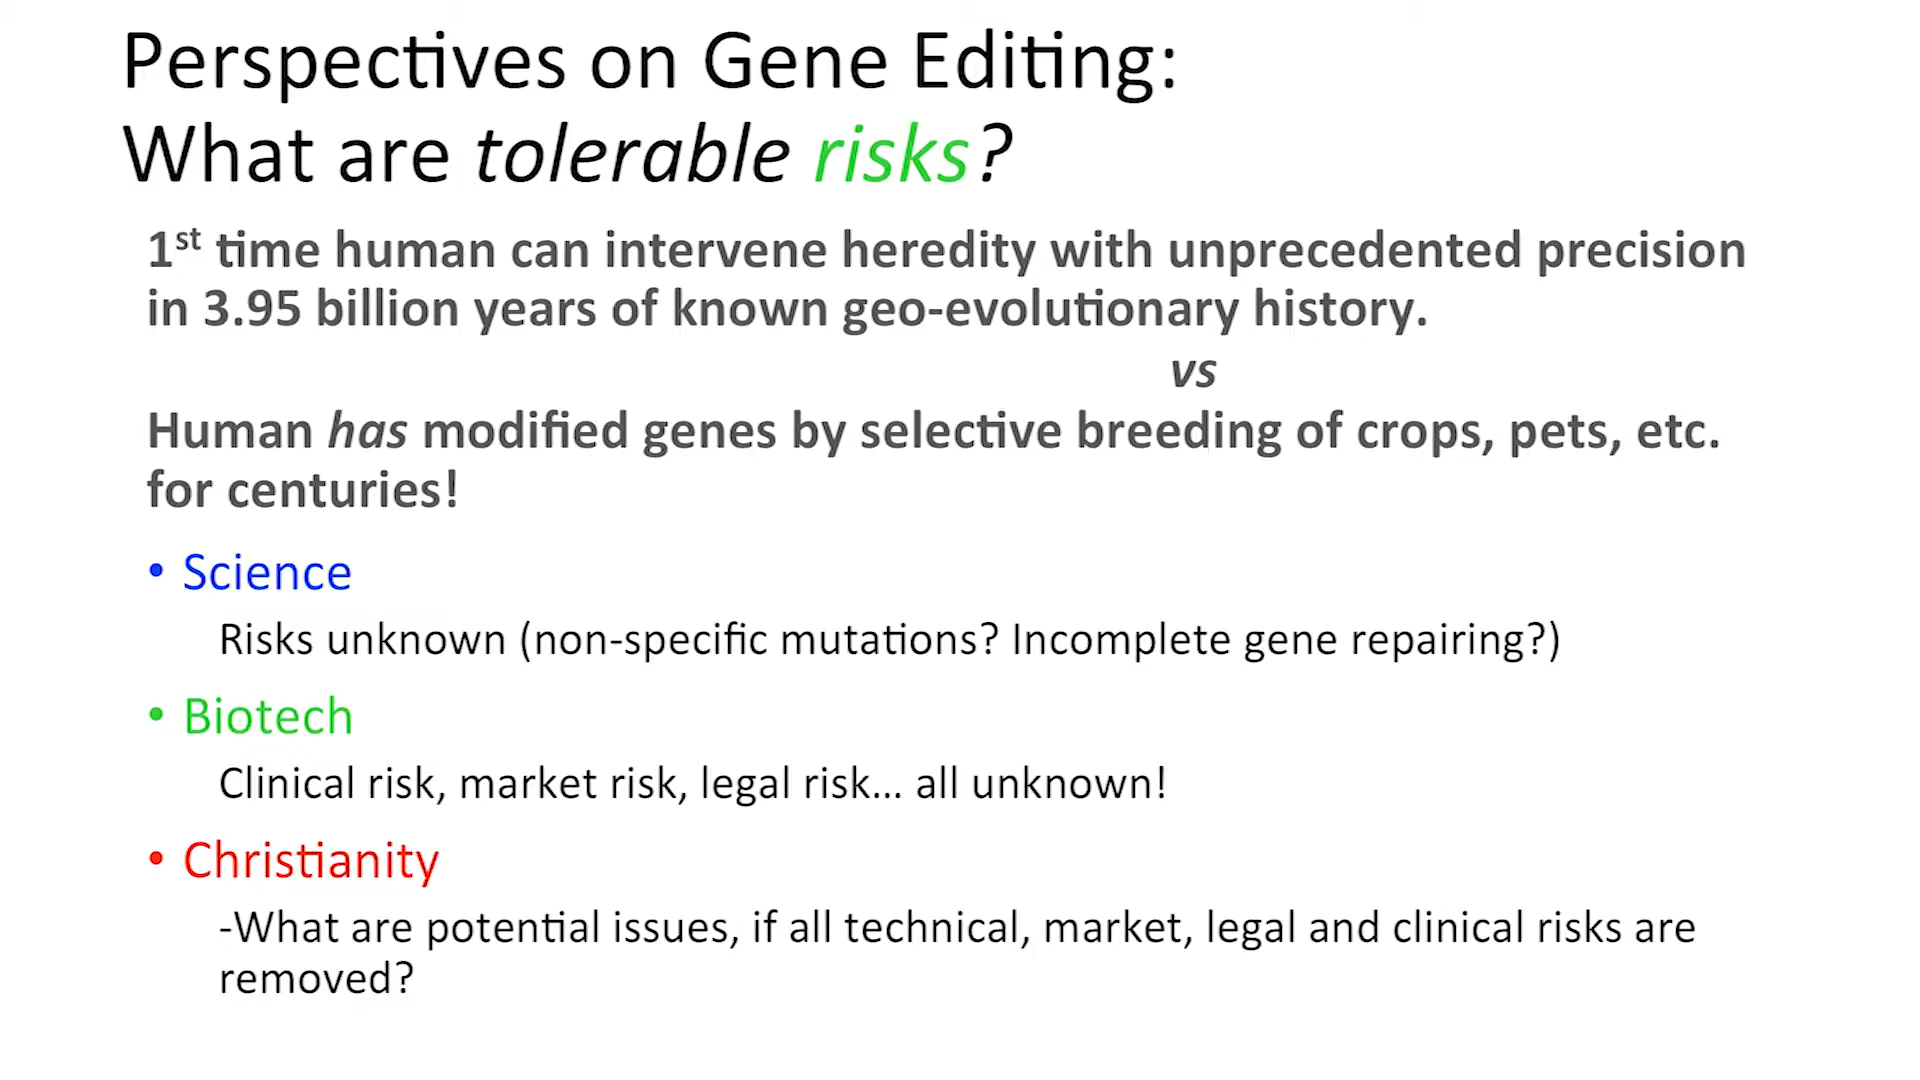 Perspectives on Gene Editing:
What are tolerable risks?
1st time human can intervene heredity with unprecedented precision
in 3.95 billion years of known geo-evolutionary history.
vs
Human has modified genes by selective breeding of crops, pets, etc.
for centuries!
• Science
Risks unknown (non-specific mutations? Incomplete gene repairing?)
• Biotech
Clinical risk, market risk, legal risk... all unknown!
• Christianity
-What are potential issues, if all technical, market, legal and clinical risks are
removed?